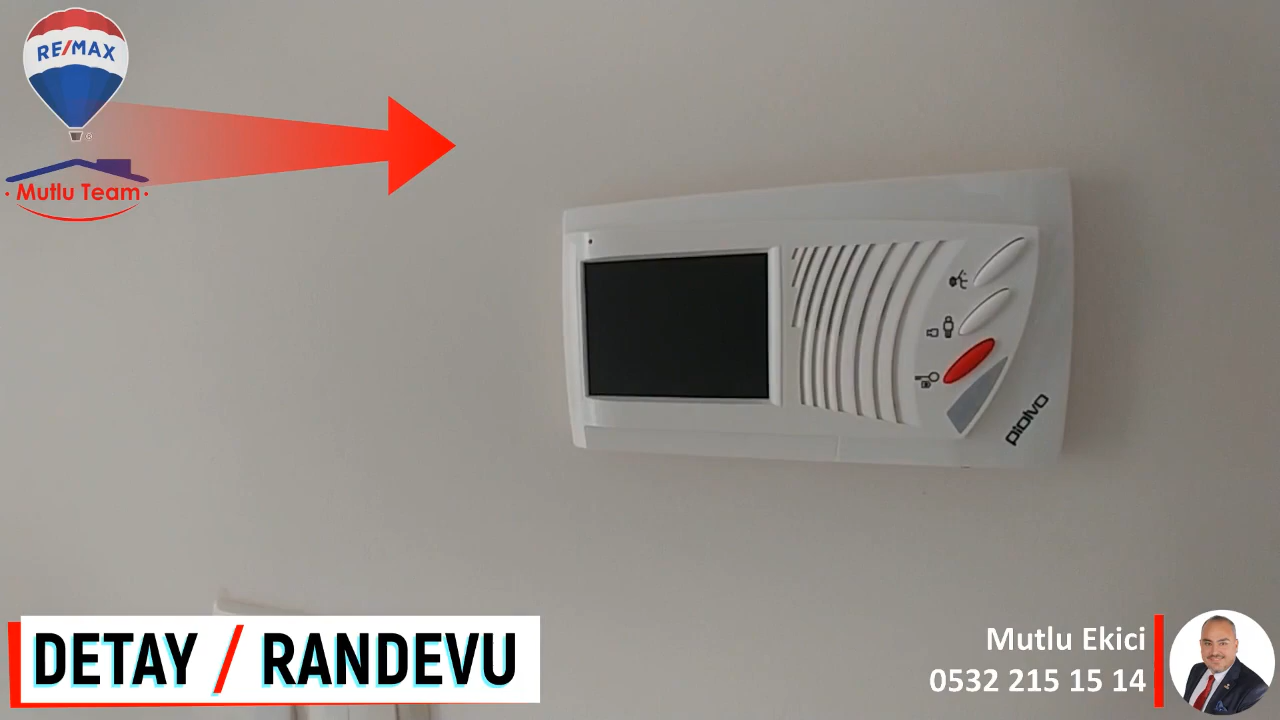 RE/MAX
Mutlu Team
piolvo
DETAY / RANDEVU
Mutlu Ekici
0532 215 15 14